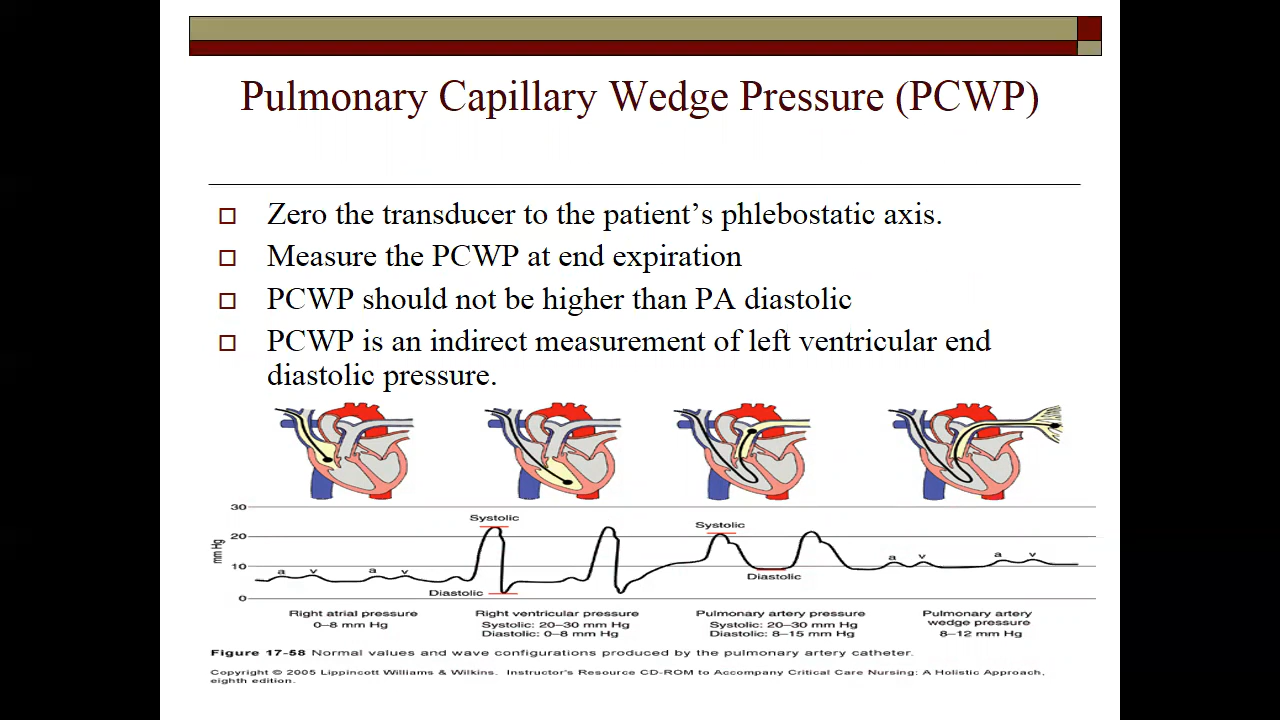 Pulmonary Capillary Wedge Pressure (PCWP)
Zero the transducer to the patient’s phlebostatic axis.
Measure the PCWP at end expiration
PCWP should not be higher than PA diastolic
PCWP is an indirect measurement of left ventricular end
diastolic pressure.
30
20
10
0
mm Hg
a v a v
Systolic
Diastolic
Systolic
Diastolic
a v a v
Right atrial pressure
0–8 mm Hg
Right ventricular pressure
Systolic: 20–30 mm Hg
Diastolic: 0–8 mm Hg
Pulmonary artery pressure
Systolic: 20–30 mm Hg
Diastolic: 8–15 mm Hg
Pulmonary artery
wedge pressure
8–12 mm Hg
Figure 17-58 Normal values and wave configurations produced by the pulmonary artery catheter.
Copyright © 2005 Lippincott Williams & Wilkins. Instructor's Resource CD-ROM to Accompany Critical Care Nursing: A Holistic Approach,
eighth edition.